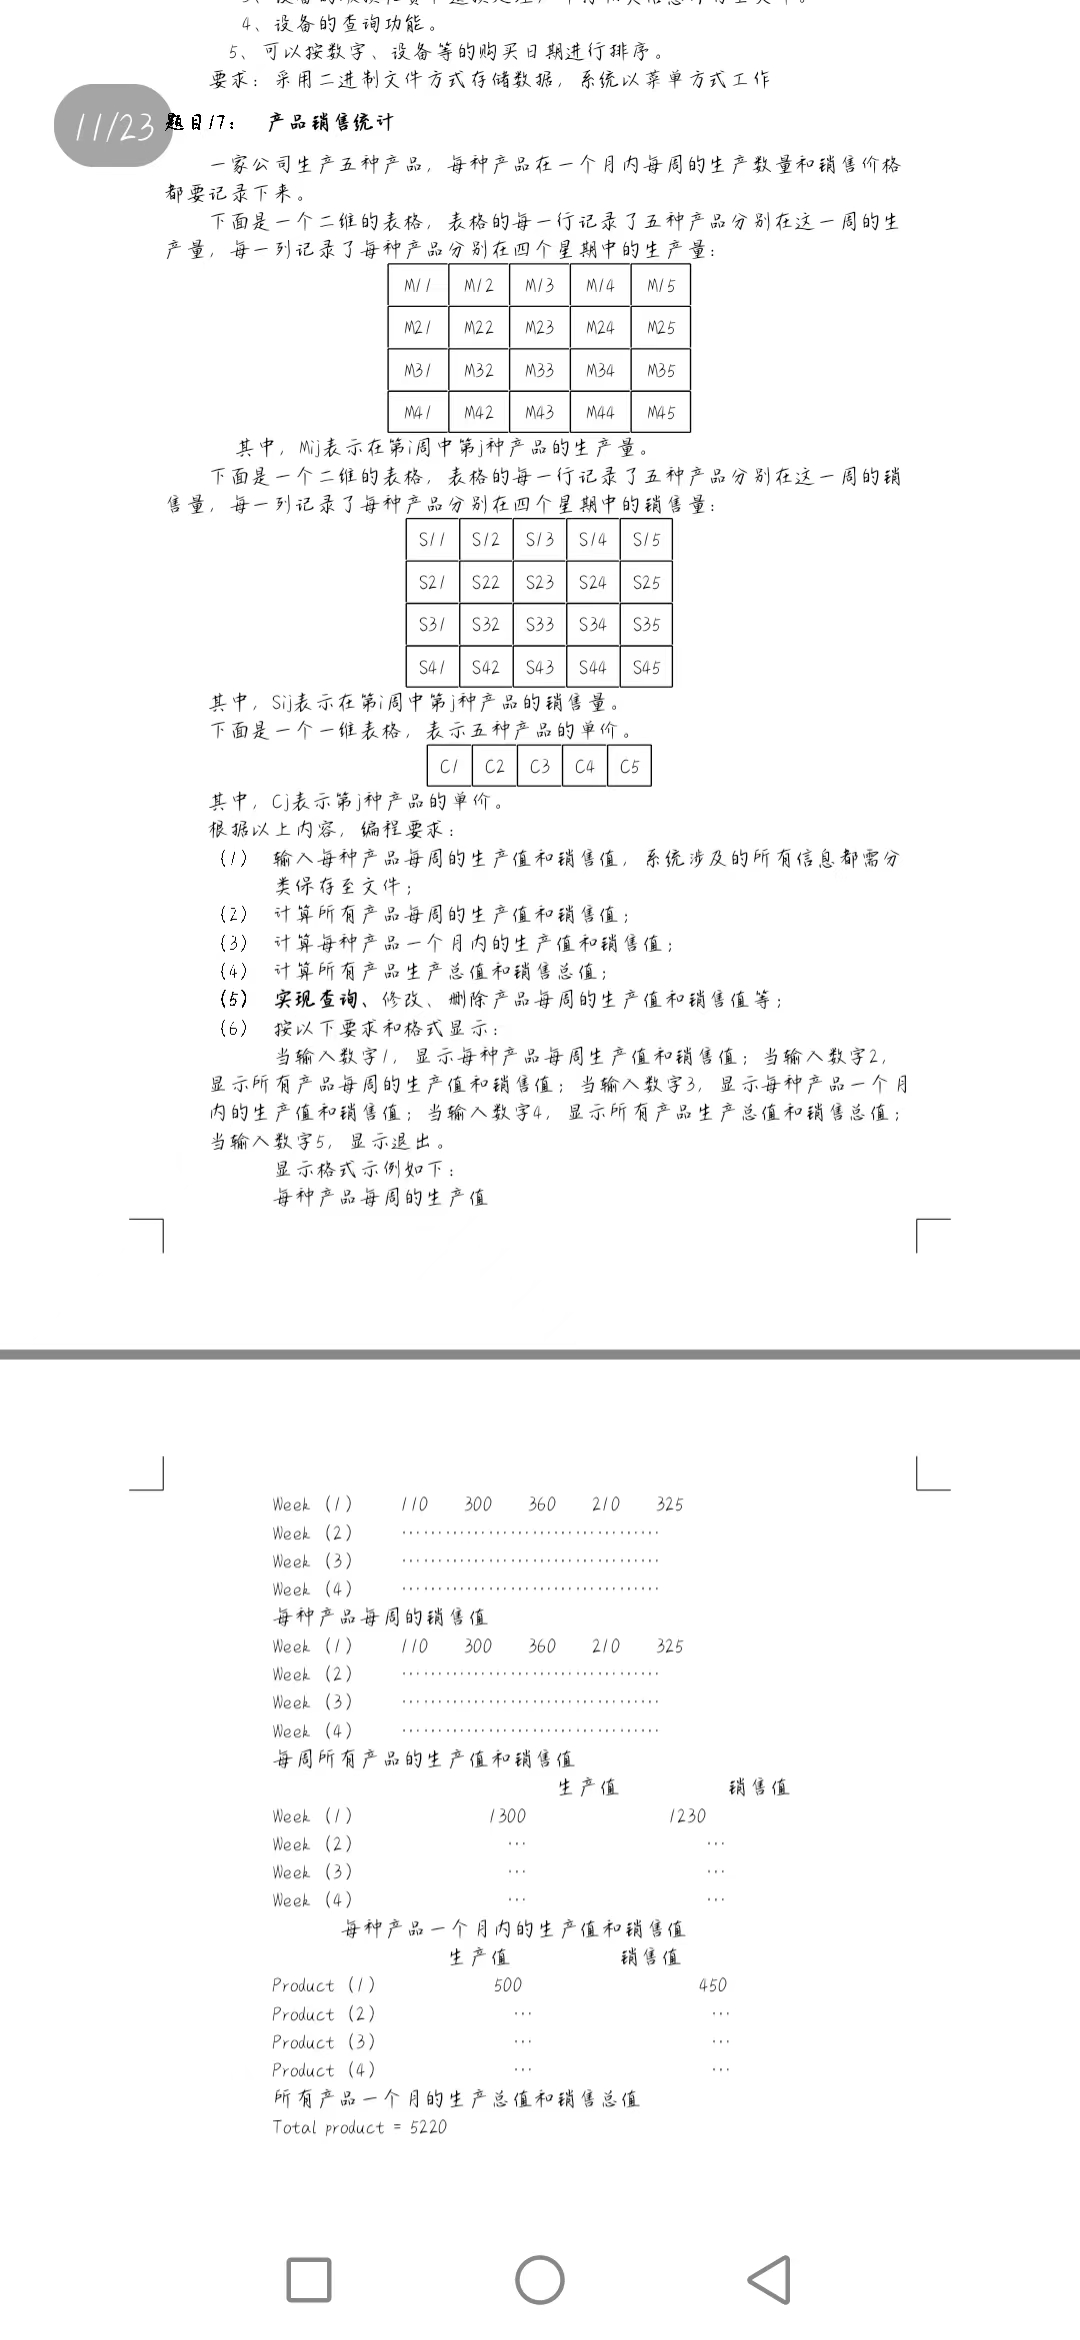 4、设备的查询功能。
5、可以按数字、设备等的购买日期进行排序。
要求：采用二进制文件方式存储数据，系统以菜单方式工作
11/23
题目17： 产品销售统计
一家公司生产五种产品，每种产品在一个月内每周的生产数量和销售价格
都要记录下来。
下面是一个二维的表格，表格的每一行记录了五种产品分别在这一周的生
产量，每一列记录了每种产品分别在四个星期中的生产量：
M11 M12 M13 M14 M15
M21 M22 M23 M24 M25
M31 M32 M33 M34 M35
M41 M42 M43 M44 M45
其中，Mij表示在第i周中第j种产品的生产量。
下面是一个二维的表格，表格的每一行记录了五种产品分别在这一周的销
售量，每一列记录了每种产品分别在四个星期中的销售量：
S11 S12 S13 S14 S15
S21 S22 S23 S24 S25
S31 S32 S33 S34 S35
S41 S42 S43 S44 S45
其中，Sij表示在第i周中第j种产品的销售量。
下面是一个一维表格，表示五种产品的单价。
C1 C2 C3 C4 C5
其中，Cj表示第j种产品的单价。
根据以上内容，编程要求：
(1) 输入每种产品每周的生产值和销售值，系统涉及的所有信息都需分
类保存至文件；
(2) 计算所有产品每周的生产值和销售值；
(3) 计算每种产品一个月内的生产值和销售值；
(4) 计算所有产品生产总值和销售总值；
(5) 实现查询、修改、删除产品每周的生产值和销售值等；
(6) 按以下要求和格式显示：
当输入数字1，显示每种产品每周生产值和销售值；当输入数字2，
显示所有产品每周的生产值和销售值；当输入数字3，显示每种产品一个月
内的生产值和销售值；当输入数字4，显示所有产品生产总值和销售总值；
当输入数字5，显示退出。
显示格式示例如下：
每种产品每周的生产值
Week (1) 110 300 360 210 325
Week (2) ………………………………
Week (3) ………………………………
Week (4) ………………………………
每种产品每周的销售值
Week (1) 110 300 360 210 325
Week (2) ………………………………
Week (3) ………………………………
Week (4) ………………………………
每周所有产品的生产值和销售值
生产值 销售值
Week (1) 1300 1230
Week (2) … …
Week (3) … …
Week (4) … …
每种产品一个月内的生产值和销售值
生产值 销售值
Product (1) 500 450
Product (2) … …
Product (3) … …
Product (4) … …
所有产品一个月的生产总值和销售总值
Total product = 5220